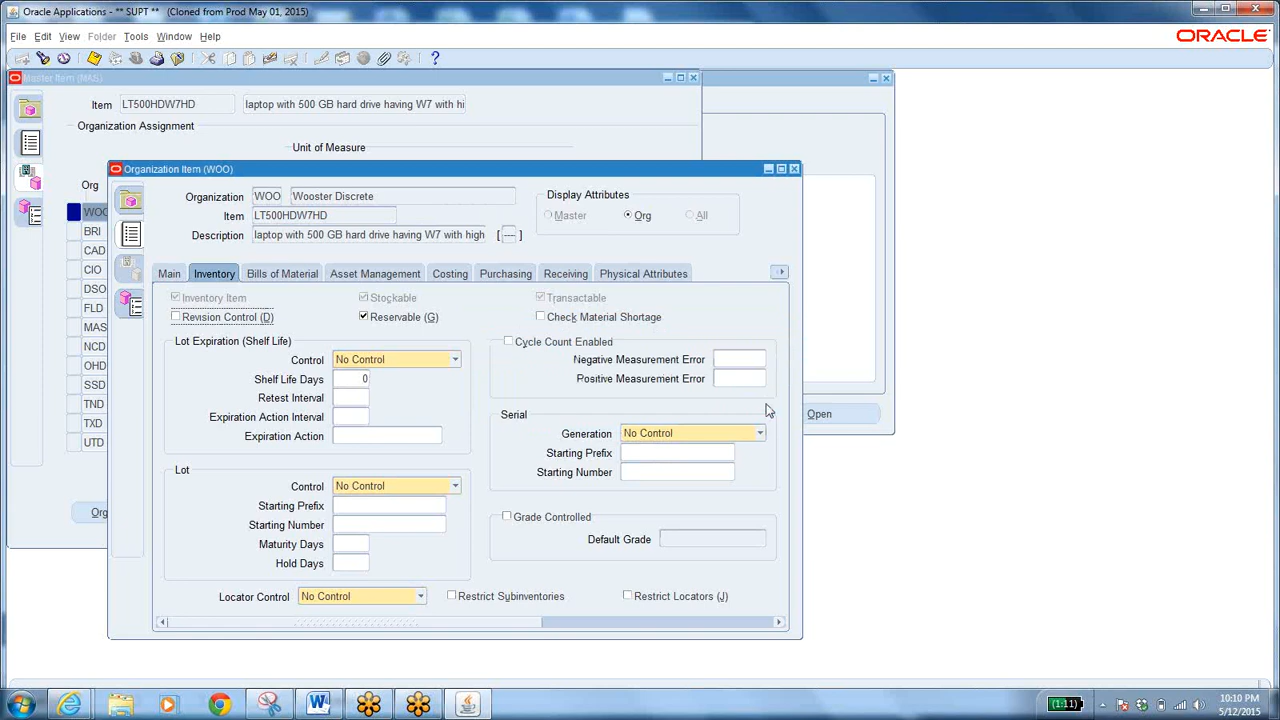 Oracle Applications - ** SUPT ** (Cloned from Prod May 01, 2015)
File Edit View Folder Tools Window Help
ORACLE
Master Item (MAS)
Item LT500HDW7HD laptop with 500 GB hard drive having W7 with hi
Organization Assignment
Unit of Measure
Org
WOO
BRI
CAD
CIO
DSO
FLD
MAS
NCD
OHD
SSD
TND
TXD
UTD
Org
Open
Organization Item (WOO)
Organization WOO Wooster Discrete
Item LT500HDW7HD
Description laptop with 500 GB hard drive having W7 with high [ ]
Display Attributes
Master Org All
Main Inventory Bills of Material Asset Management Costing Purchasing Receiving Physical Attributes
Inventory Item Stockable Transactable
Revision Control (D) Reservable (G) Check Material Shortage
Lot Expiration (Shelf Life)
Control No Control
Shelf Life Days 0
Retest Interval
Expiration Action Interval
Expiration Action
Cycle Count Enabled
Negative Measurement Error
Positive Measurement Error
Serial
Generation No Control
Starting Prefix
Starting Number
Lot
Control No Control
Starting Prefix
Starting Number
Maturity Days
Hold Days
Grade Controlled
Default Grade
Locator Control No Control Restrict Subinventories Restrict Locators (J)
(1:11)
10:10 PM
5/12/2015